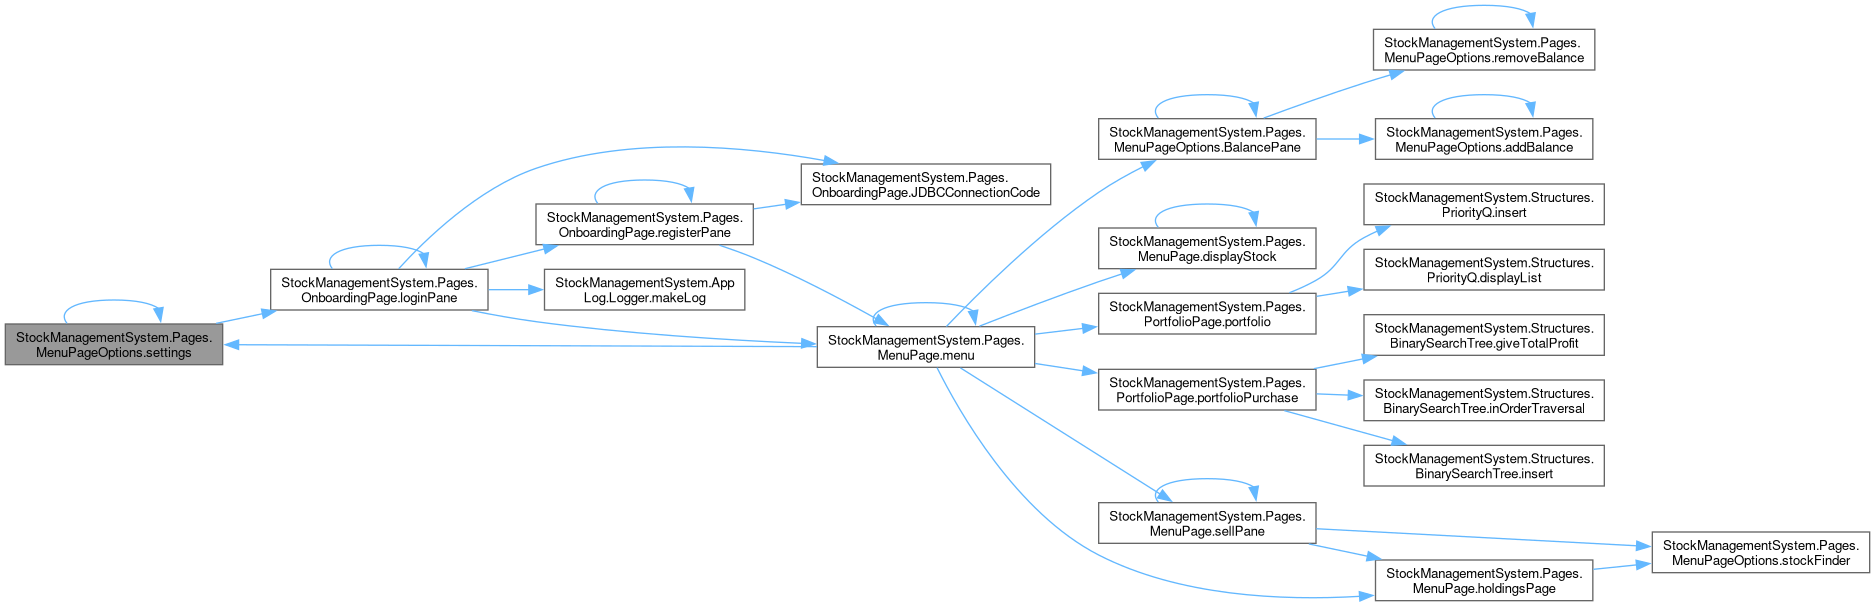 StockManagementSystem.Pages.
MenuPageOptions.settings
StockManagementSystem.Pages.
OnboardingPage.loginPane
StockManagementSystem.Pages.
OnboardingPage.registerPane
StockManagementSystem.App
Log.Logger.makeLog
StockManagementSystem.Pages.
OnboardingPage.JDBCConnectionCode
StockManagementSystem.Pages.
MenuPage.menu
StockManagementSystem.Pages.
MenuPageOptions.BalancePane
StockManagementSystem.Pages.
MenuPage.displayStock
StockManagementSystem.Pages.
PortfolioPage.portfolio
StockManagementSystem.Pages.
PortfolioPage.portfolioPurchase
StockManagementSystem.Pages.
MenuPage.sellPane
StockManagementSystem.Pages.
MenuPageOptions.removeBalance
StockManagementSystem.Pages.
MenuPageOptions.addBalance
StockManagementSystem.Structures.
PriorityQ.insert
StockManagementSystem.Structures.
PriorityQ.displayList
StockManagementSystem.Structures.
BinarySearchTree.giveTotalProfit
StockManagementSystem.Structures.
BinarySearchTree.inOrderTraversal
StockManagementSystem.Structures.
BinarySearchTree.insert
StockManagementSystem.Pages.
MenuPage.holdingsPage
StockManagementSystem.Pages.
MenuPageOptions.stockFinder